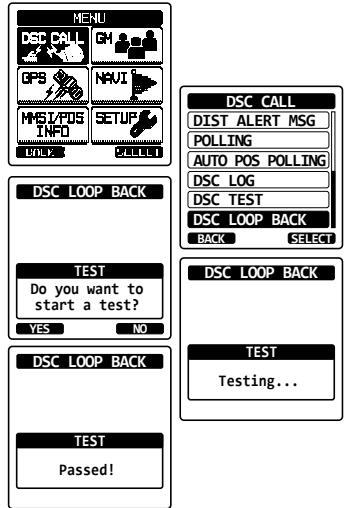 MENU
DSC CALL
GM
GPS
NAVI
MMSI/POS
INFO
SETUP
SELECT
DSC CALL
DIST ALERT MSG
POLLING
AUTO POS POLLING
DSC LOG
DSC TEST
DSC LOOP BACK
BACK SELECT
DSC LOOP BACK
TEST
Do you want to
start a test?
YES NO
DSC LOOP BACK
TEST
Testing...
DSC LOOP BACK
TEST
Passed!